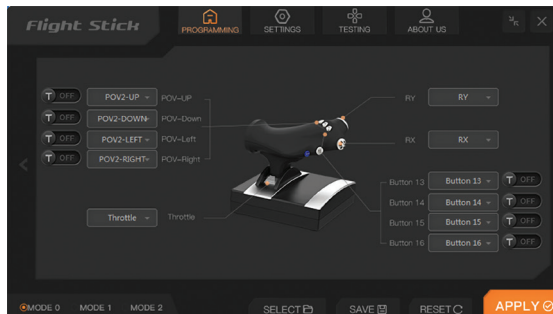 Flight Stick
PROGRAMMING
SETTINGS
TESTING
ABOUT US
T OFF POV2-UP POV-UP
T OFF POV2-DOWN POV-Down
T OFF POV2-LEFT POV-Left
T OFF POV2-RIGHT POV-Right
Throttle Throttle
RY RY
RX RX
Button 13 Button 13 T OFF
Button 14 Button 14 T OFF
Button 15 Button 15 T OFF
Button 16 Button 16 T OFF
MODE 0 MODE 1 MODE 2
SELECT SAVE RESET APPLY